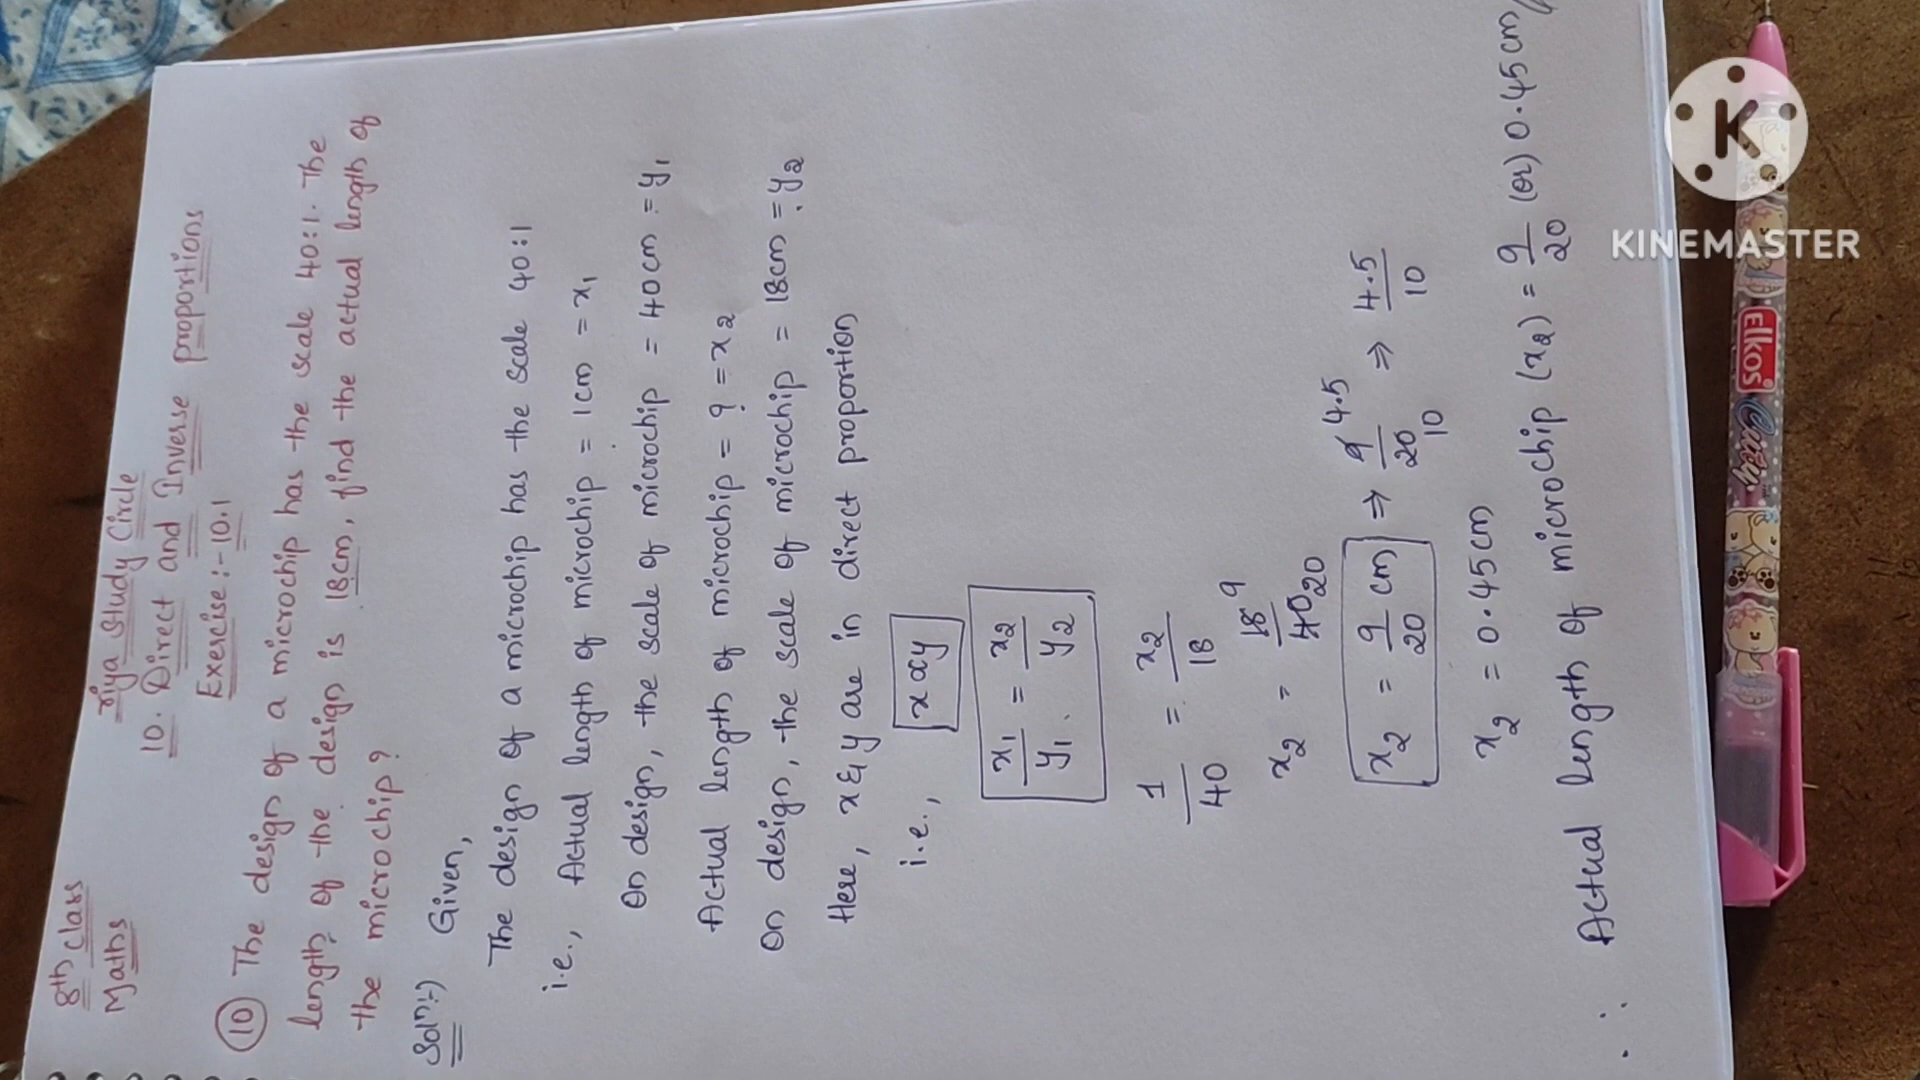 8th class
Maths
riya Study Circle
10. Direct and Inverse proportions
Exercise:- 10.1
10 The design of a microchip has the scale 40:1. The
length of the design is 18cm, find the actual length of
the microchip?
Soln:-) Given,
The design of a microchip has the scale 40:1
i.e., Actual length of microchip = 1cm = x1
On design, the scale of microchip = 40cm = y1
Actual length of microchip = ? = x2
On design, the scale of microchip = 18cm = y2
Here, x & y are in direct proportion
i.e., x ∝ y
x1/y1 = x2/y2
1/40 = x2/18
x2 = 18 9/40 20
x2 = 9/20 cm ⇒ 9 4.5/20 10 ⇒ 4.5/10
x2 = 0.45cm
∴ Actual length of microchip (x2) = 9/20 (or) 0.45cm//
Elkos
K
KINEMASTER